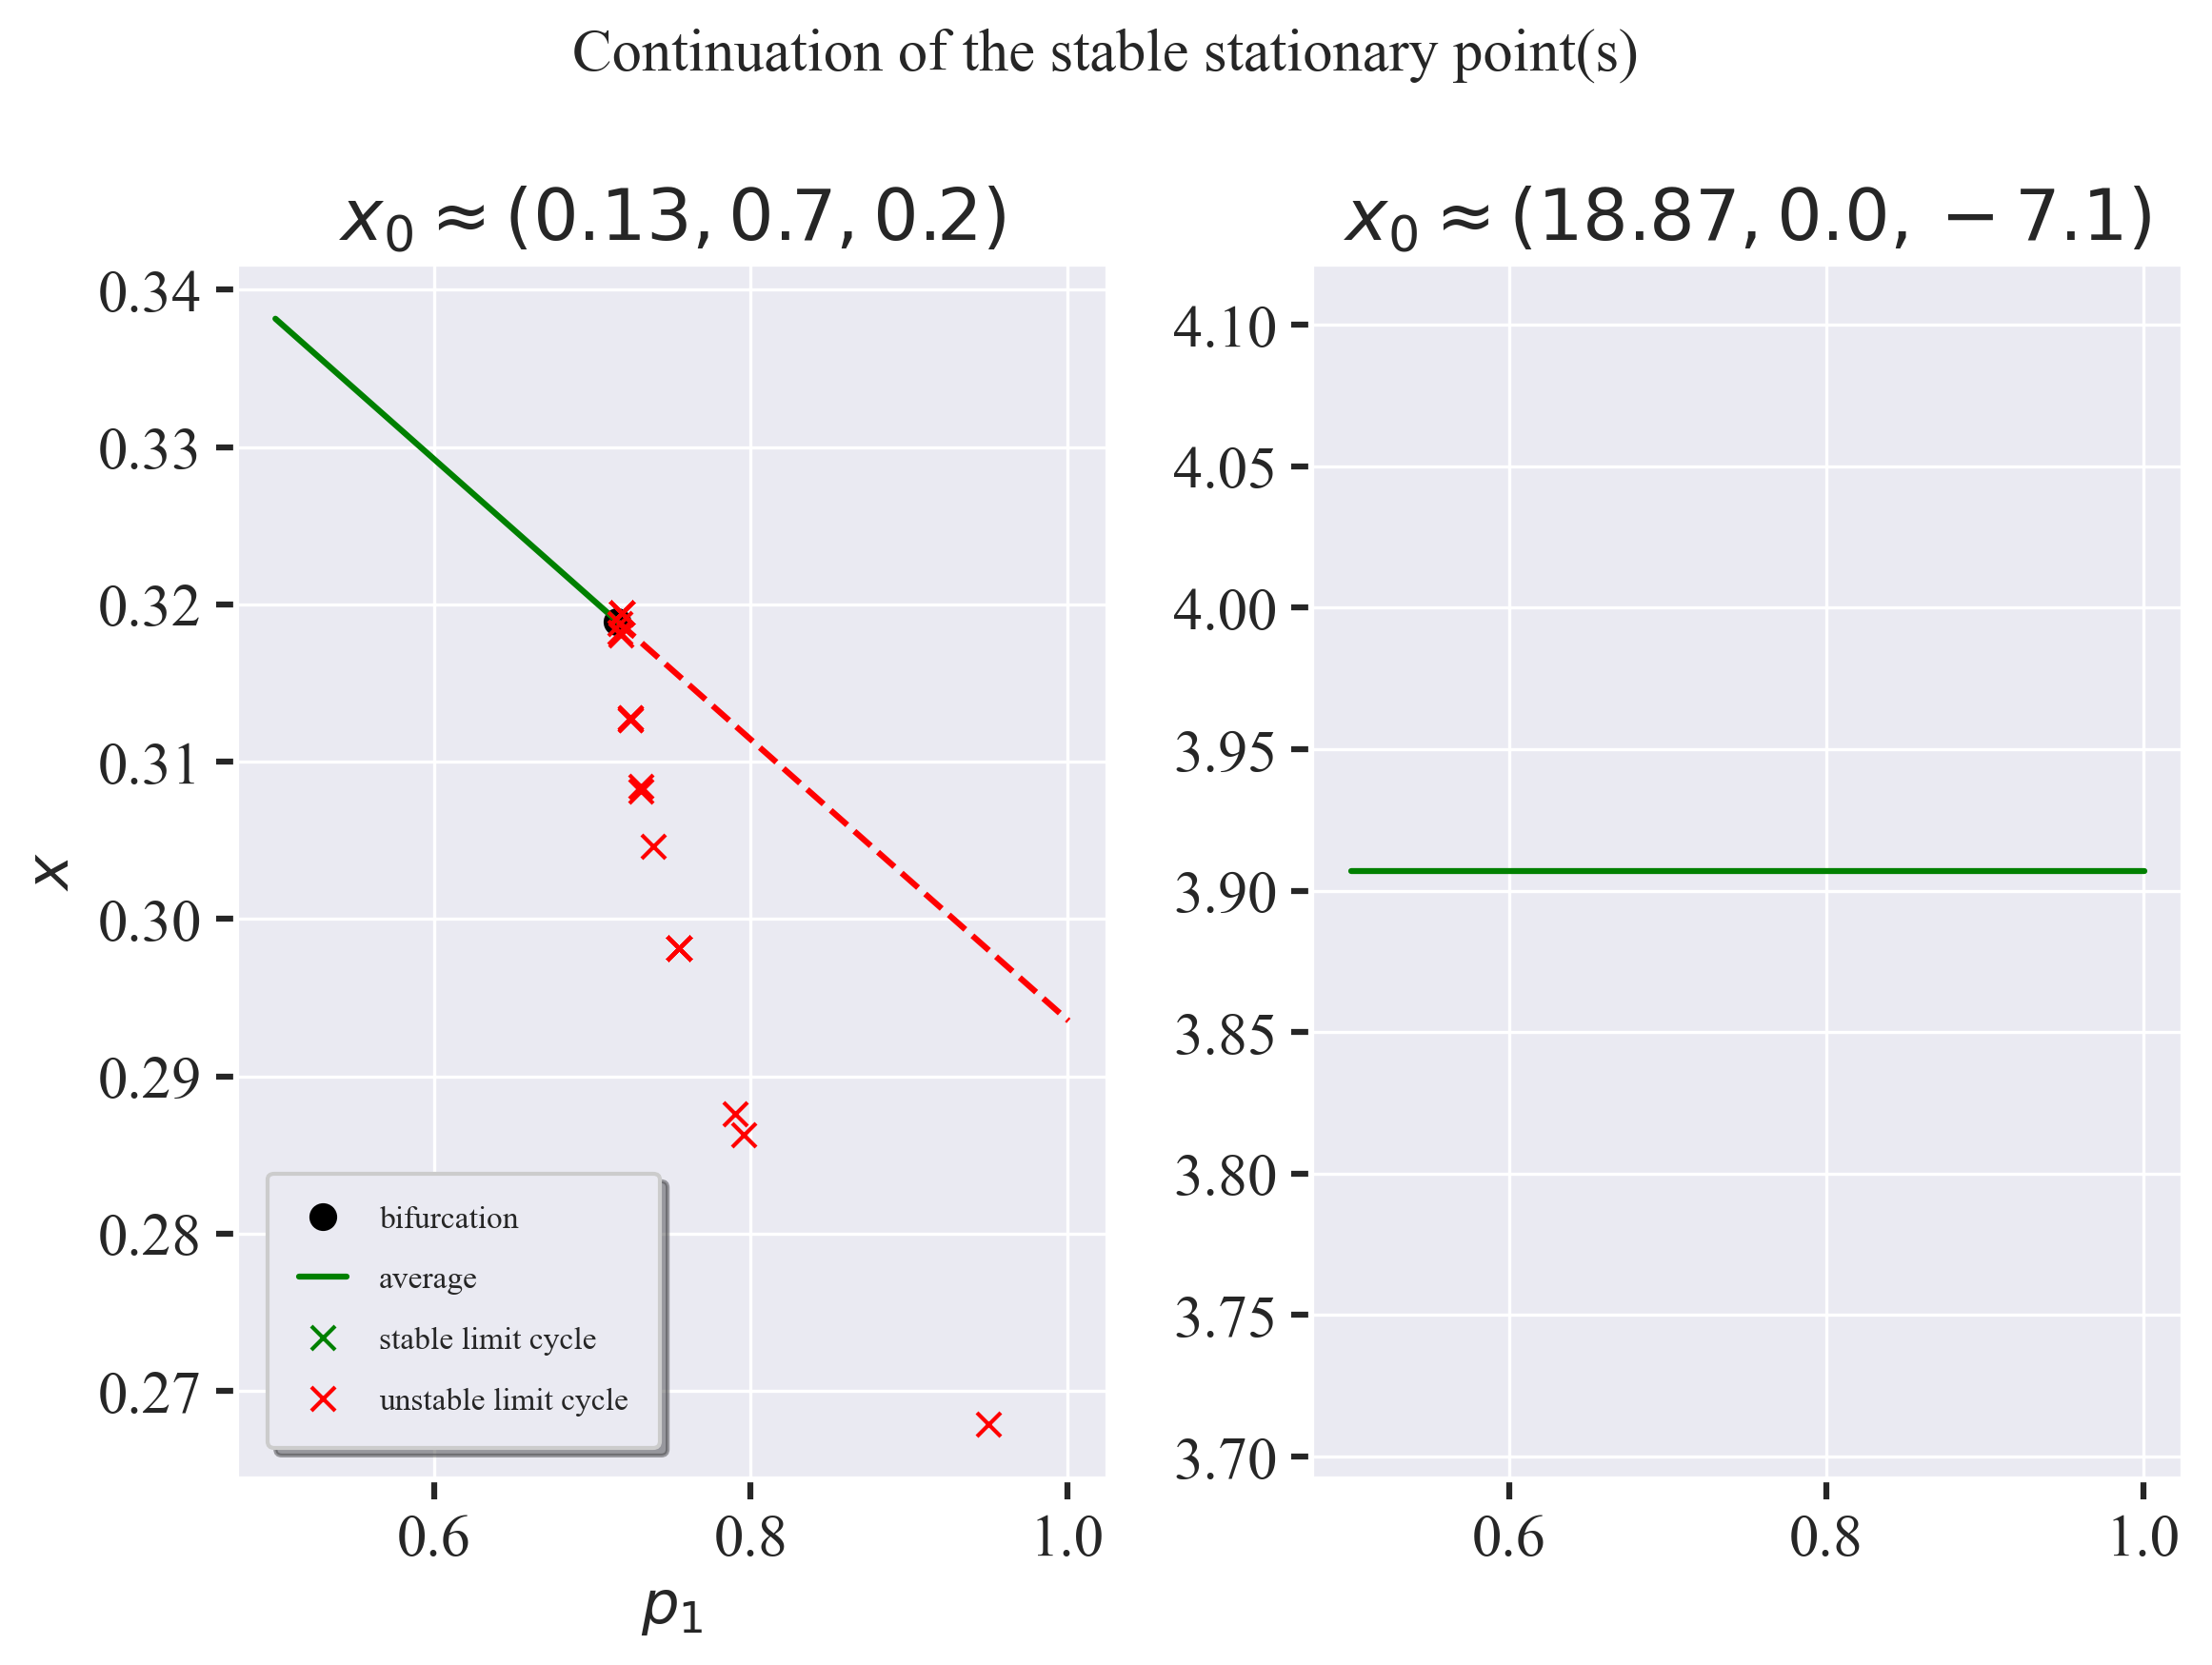 Continuation of the stable stationary point(s)
x₀ ≈ (0.13, 0.7, 0.2)
0.34
0.33
0.32
0.31
0.30
0.29
0.28
0.27
x
bifurcation
average
stable limit cycle
unstable limit cycle
0.6 0.8 1.0
p₁
x₀ ≈ (18.87, 0.0, −7.1)
4.10
4.05
4.00
3.95
3.90
3.85
3.80
3.75
3.70
0.6 0.8 1.0